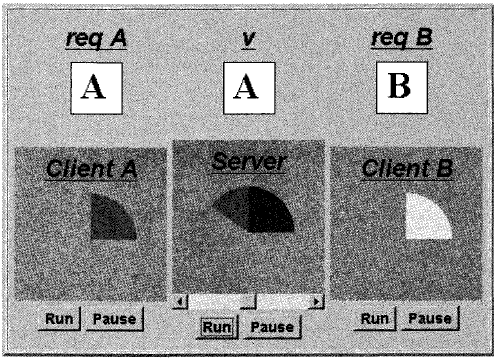 req A v req B
A A B
Client A Server Client B
Run Pause Run Pause Run Pause